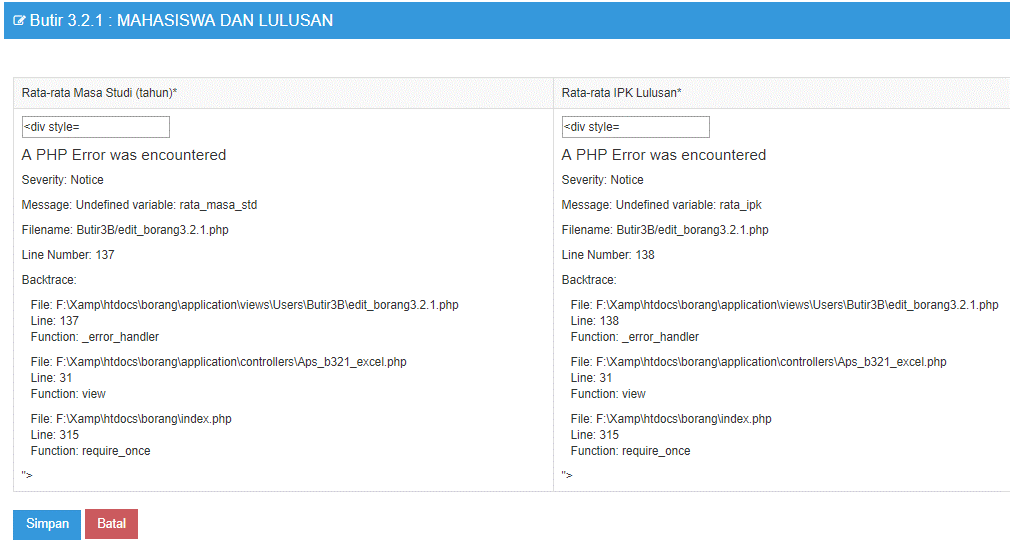 Butir 3.2.1 : MAHASISWA DAN LULUSAN
Rata-rata Masa Studi (tahun)*
<div style=
A PHP Error was encountered
Severity: Notice
Message: Undefined variable: rata_masa_std
Filename: Butir3B/edit_borang3.2.1.php
Line Number: 137
Backtrace:
File: F:\Xamp\htdocs\borang\application\views\Users\Butir3B\edit_borang3.2.1.php
Line: 137
Function: _error_handler
File: F:\Xamp\htdocs\borang\application\controllers\Aps_b321_excel.php
Line: 31
Function: view
File: F:\Xamp\htdocs\borang\index.php
Line: 315
Function: require_once
">
Rata-rata IPK Lulusan*
<div style=
A PHP Error was encountered
Severity: Notice
Message: Undefined variable: rata_ipk
Filename: Butir3B/edit_borang3.2.1.php
Line Number: 138
Backtrace:
File: F:\Xamp\htdocs\borang\application\views\Users\Butir3B\edit_borang3.2.1.php
Line: 138
Function: _error_handler
File: F:\Xamp\htdocs\borang\application\controllers\Aps_b321_excel.php
Line: 31
Function: view
File: F:\Xamp\htdocs\borang\index.php
Line: 315
Function: require_once
">
Simpan
Batal